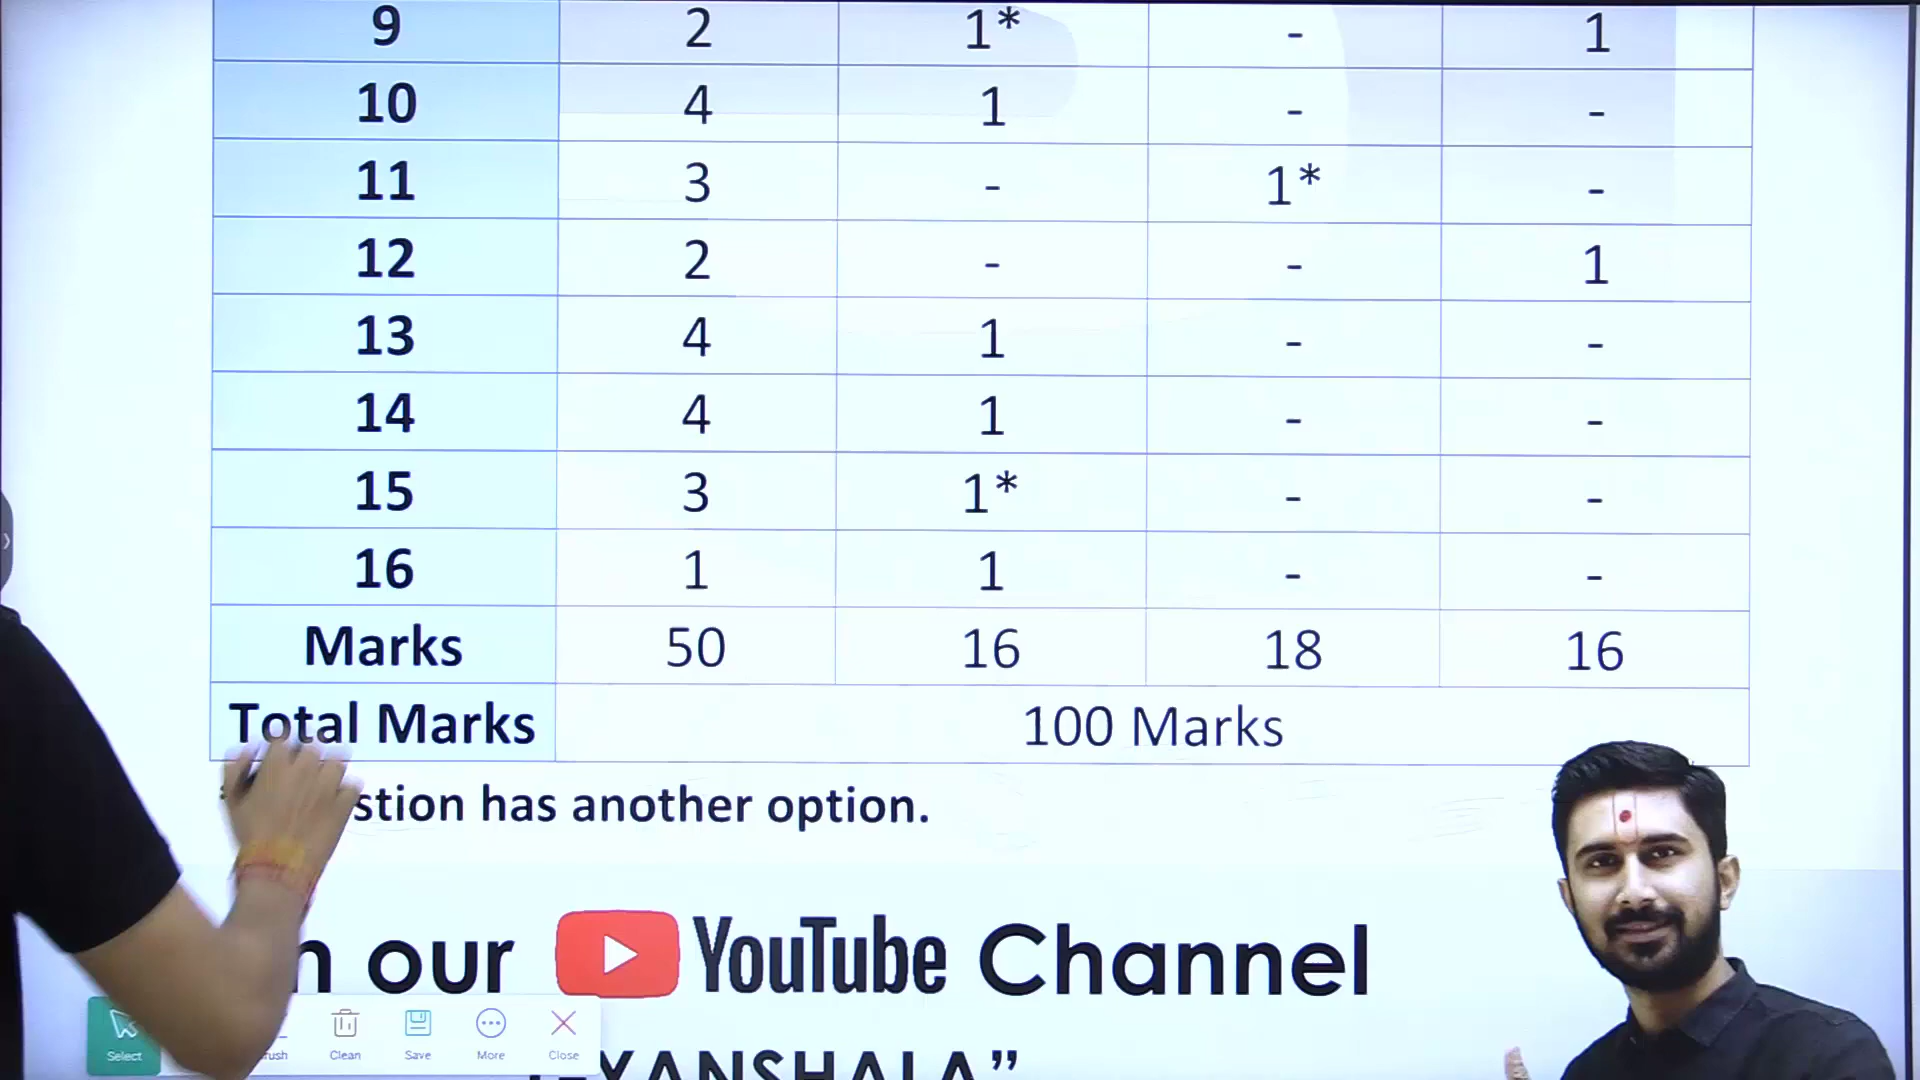 9 2 1* - 1
10 4 1 - -
11 3 - 1* -
12 2 - - 1
13 4 1 - -
14 4 1 - -
15 3 1* - -
16 1 1 - -
Marks 50 16 18 16
Total Marks 100 Marks
stion has another option.
n our YouTube Channel
YANSHALA”
Select ush Clean Save More Close